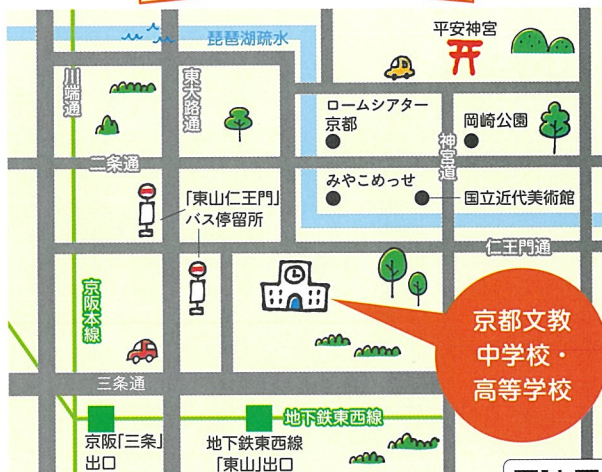 琵琶湖疏水
平安神宮
川端通
東大路通
ロームシアター
京都
岡崎公園
神宮道
二条通
みやこめっせ
国立近代美術館
「東山仁王門」
バス停留所
仁王門通
京阪本線
京都文教
中学校・
高等学校
三条通
地下鉄東西線
京阪「三条」
出口
地下鉄東西線
「東山」出口